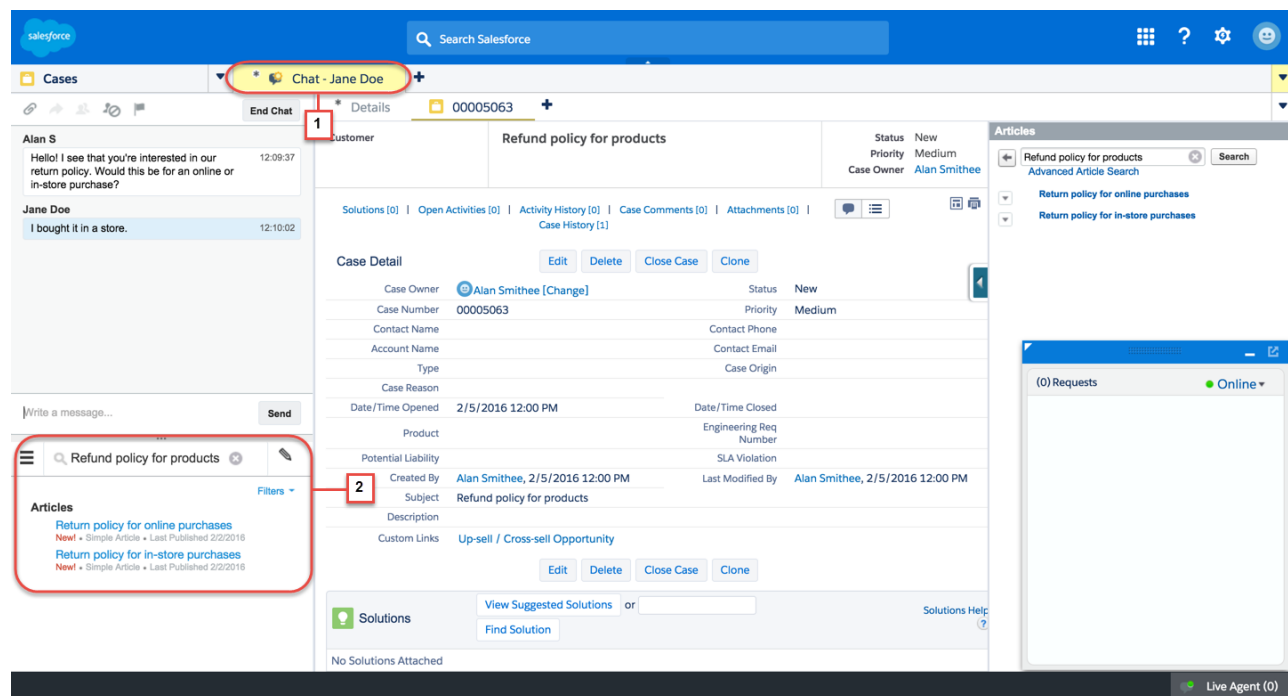 salesforce
Search Salesforce
?
Cases
* Chat - Jane Doe
+
End Chat
1
* Details
00005063
+
Alan S
Hello! I see that you're interested in our
return policy. Would this be for an online or
in-store purchase?
12:09:37
Jane Doe
I bought it in a store.
12:10:02
Write a message...
Send
Refund policy for products
Filters
2
Articles
Return policy for online purchases
New! • Simple Article • Last Published 2/2/2016
Return policy for in-store purchases
New! • Simple Article • Last Published 2/2/2016
Customer
Refund policy for products
Status New
Priority Medium
Case Owner Alan Smithee
Solutions [0] | Open Activities [0] | Activity History [0] | Case Comments [0] | Attachments [0] |
Case History [1]
Case Detail
Edit Delete Close Case Clone
Case Owner Alan Smithee [Change] Status New
Case Number 00005063 Priority Medium
Contact Name Contact Phone
Account Name Contact Email
Type Case Origin
Case Reason
Date/Time Opened 2/5/2016 12:00 PM Date/Time Closed
Product Engineering Req
Number
Potential Liability SLA Violation
Created By Alan Smithee, 2/5/2016 12:00 PM Last Modified By Alan Smithee, 2/5/2016 12:00 PM
Subject Refund policy for products
Description
Custom Links Up-sell / Cross-sell Opportunity
Edit Delete Close Case Clone
Solutions
View Suggested Solutions or
Find Solution
Solutions Help
?
No Solutions Attached
Articles
Refund policy for products
Search
Advanced Article Search
Return policy for online purchases
Return policy for in-store purchases
(0) Requests
Online
Live Agent (0)